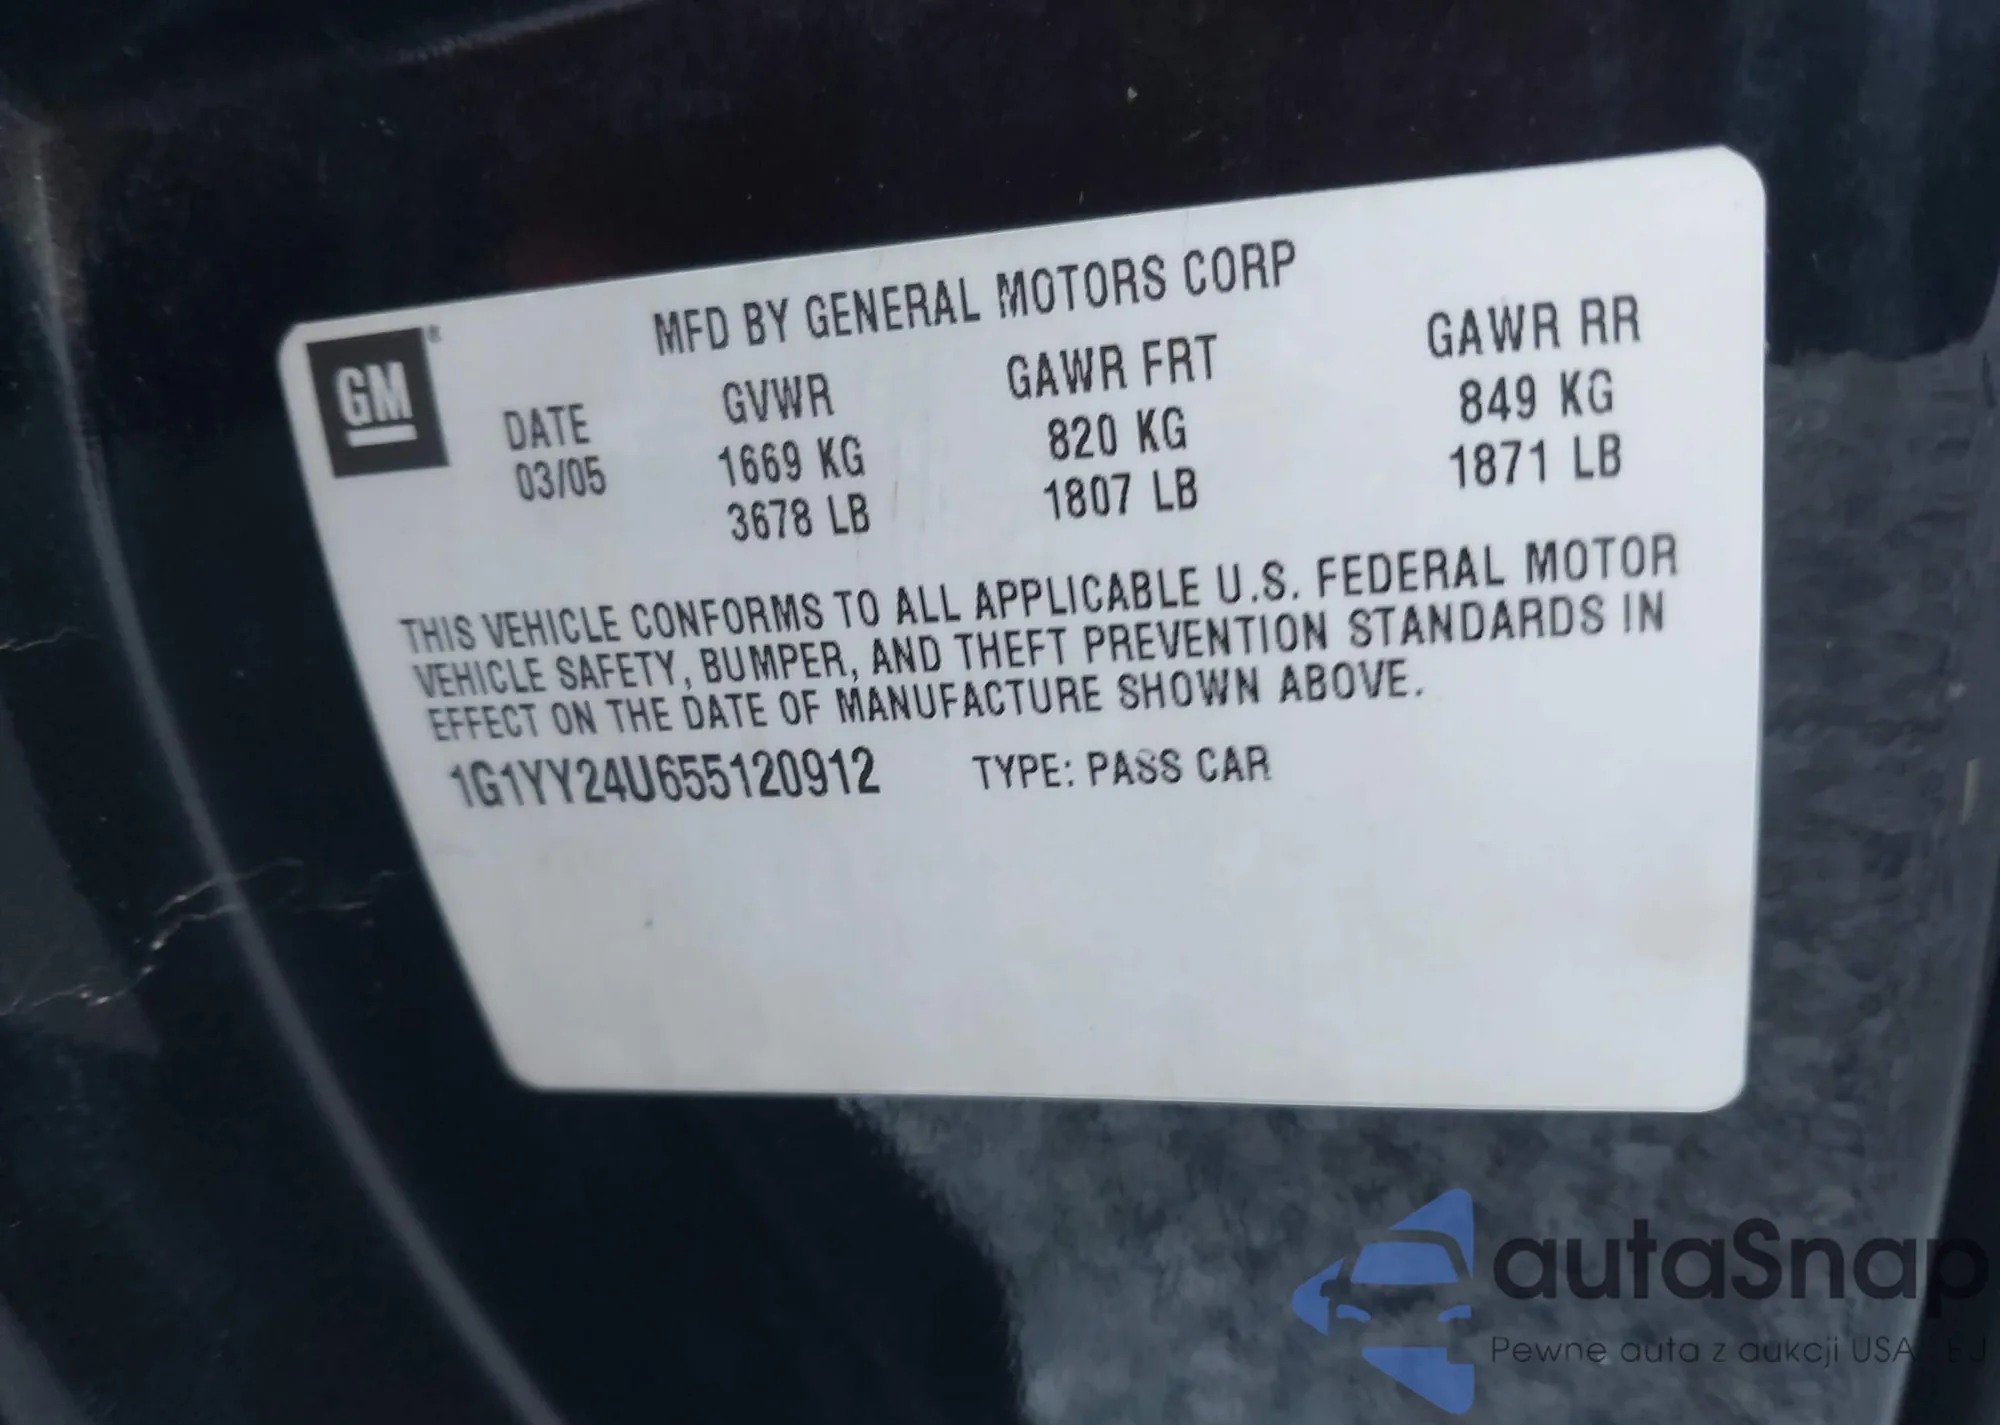 MFD BY GENERAL MOTORS CORP
GM®
DATE GVWR GAWR FRT GAWR RR
03/05 1669 KG 820 KG 849 KG
3678 LB 1807 LB 1871 LB
THIS VEHICLE CONFORMS TO ALL APPLICABLE U.S. FEDERAL MOTOR
VEHICLE SAFETY, BUMPER, AND THEFT PREVENTION STANDARDS IN
EFFECT ON THE DATE OF MANUFACTURE SHOWN ABOVE.
1G1YY24U655120912 TYPE: PASS CAR
autaSnap
Pewne auta z aukcji USA